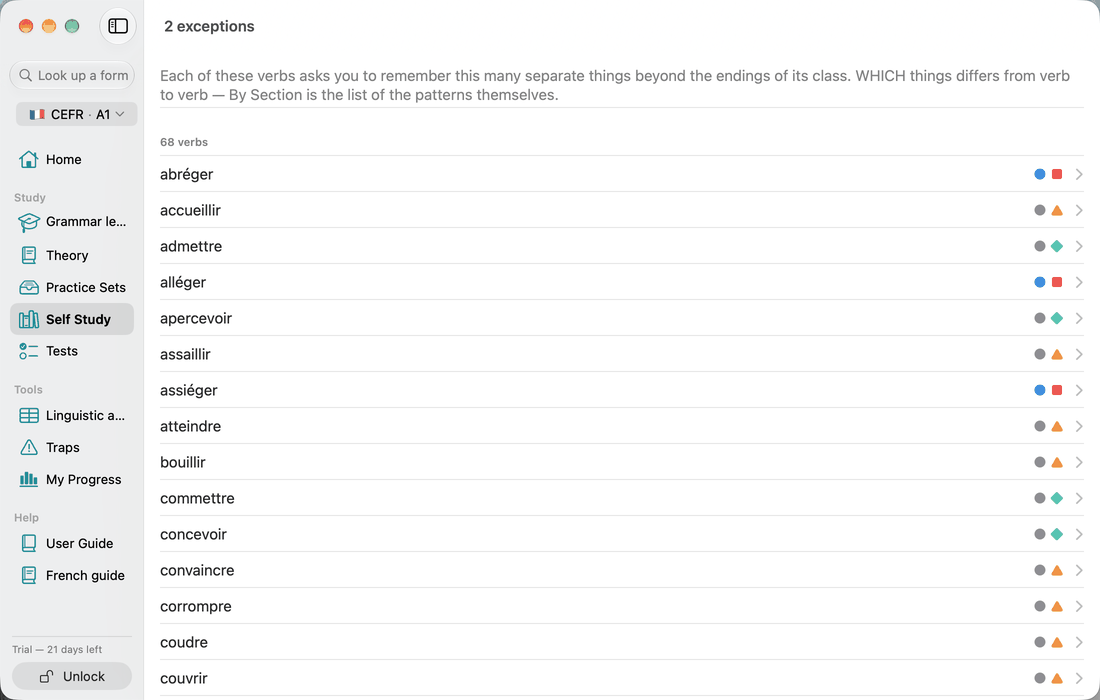 2 exceptions
Look up a form
CEFR · A1
Home
Study
Grammar le...
Theory
Practice Sets
Self Study
Tests
Tools
Linguistic a...
Traps
My Progress
Help
User Guide
French guide
Trial — 21 days left
Unlock
Each of these verbs asks you to remember this many separate things beyond the endings of its class. WHICH things differs from verb
to verb — By Section is the list of the patterns themselves.
68 verbs
abréger
accueillir
admettre
alléger
apercevoir
assaillir
assiéger
atteindre
bouillir
commettre
concevoir
convaincre
corrompre
coudre
couvrir